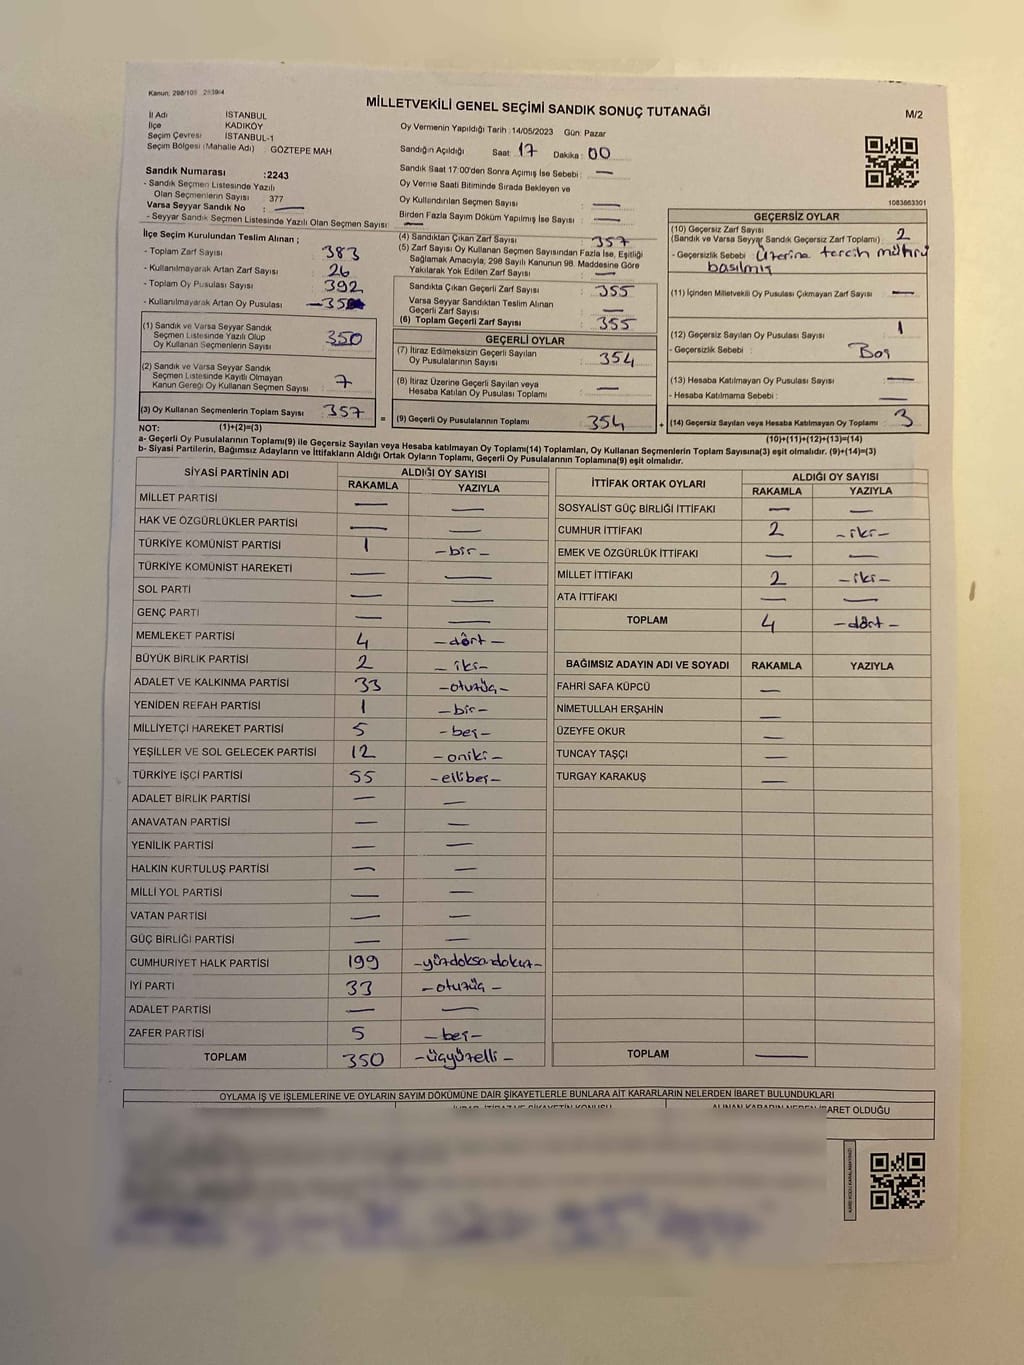 Kanun: 298/105 2839/4
MİLLETVEKİLİ GENEL SEÇİMİ SANDIK SONUÇ TUTANAĞI
M/2
İl Adı İSTANBUL
İlçe KADIKÖY
Seçim Çevresi İSTANBUL-1
Seçim Bölgesi (Mahalle Adı) : GÖZTEPE MAH.
Sandık Numarası :2243
- Sandık Seçmen Listesinde Yazılı
Olan Seçmenlerin Sayısı 377
Varsa Seyyar Sandık No : —
- Seyyar Sandık Seçmen Listesinde Yazılı Olan Seçmen Sayısı: —
Oy Vermenin Yapıldığı Tarih :14/05/2023 Gün: Pazar
Sandığın Açıldığı Saat 17 Dakika: 00
Sandık Saat 17:00'den Sonra Açımış İse Sebebi : —
Oy Verme Saati Bitiminde Sırada Bekleyen ve
Oy Kullandırılan Seçmen Sayısı : —
Birden Fazla Sayım Döküm Yapılmış İse Sayısı : —
1083663301
İlçe Seçim Kurulundan Teslim Alınan ;
- Toplam Zarf Sayısı : 383
- Kullanılmayarak Artan Zarf Sayısı : 26
- Toplam Oy Pusulası Sayısı : 392
- Kullanılmayarak Artan Oy Pusulası
(1) Sandık ve Varsa Seyyar Sandık
Seçmen Listesinde Yazılı Olup
Oy Kullanan Seçmenlerin Sayısı : 350
(2) Sandık ve Varsa Seyyar Sandık
Seçmen Listesinde Kayıtlı Olmayan
Kanun Gereği Oy Kullanan Seçmen Sayısı : 7
(3) Oy Kullanan Seçmenlerin Toplam Sayısı : 357
(4) Sandıktan Çıkan Zarf Sayısı : 357
(5) Zarf Sayısı Oy Kullanan Seçmen Sayısından Fazla İse, Eşitliği
Sağlamak Amacıyla, 298 Sayılı Kanunun 98. Maddesine Göre
Yakılarak Yok Edilen Zarf Sayısı : —
Sandıkta Çıkan Geçerli Zarf Sayısı : 355
Varsa Seyyar Sandıktan Teslim Alınan
Geçerli Zarf Sayısı : —
(6) Toplam Geçerli Zarf Sayısı : 355
GEÇERLİ OYLAR
(7) İtiraz Edilmeksizin Geçerli Sayılan
Oy Pusulalarının Sayısı : 354
(8) İtiraz Üzerine Geçerli Sayılan veya
Hesaba Katılan Oy Pusulası Toplamı : —
= (9) Geçerli Oy Pusulalarının Toplamı : 354
GEÇERSİZ OYLAR
(10) Geçersiz Zarf Sayısı
(Sandık ve Varsa Seyyar Sandık Geçersiz Zarf Toplamı) : 2
- Geçersizlik Sebebi : Üzerine tercih mührü
basılmış
(11) İçinden Milletvekili Oy Pusulası Çıkmayan Zarf Sayısı : —
(12) Geçersiz Sayılan Oy Pusulası Sayısı : 1
- Geçersizlik Sebebi : Boş
(13) Hesaba Katılmayan Oy Pusulası Sayısı : —
- Hesaba Katılmama Sebebi : —
+ (14) Geçersiz Sayılan veya Hesaba Katılmayan Oy Toplamı : 3
NOT: (1)+(2)=(3)
(10)+(11)+(12)+(13)=(14)
a- Geçerli Oy Pusulalarının Toplamı(9) ile Geçersiz Sayılan veya Hesaba katılmayan Oy Toplamı(14) Toplamları, Oy Kullanan Seçmenlerin Toplam Sayısına(3) eşit olmalıdır. (9)+(14)=(3)
b- Siyasi Partilerin, Bağımsız Adayların ve İttifakların Aldığı Ortak Oyların Toplamı, Geçerli Oy Pusulalarının Toplamına(9) eşit olmalıdır.
SİYASİ PARTİNİN ADI ALDIĞI OY SAYISI
RAKAMLA YAZIYLA
MİLLET PARTİSİ — —
HAK VE ÖZGÜRLÜKLER PARTİSİ — —
TÜRKİYE KOMÜNİST PARTİSİ 1 -bir-
TÜRKİYE KOMÜNİST HAREKETİ — —
SOL PARTİ — —
GENÇ PARTİ — —
MEMLEKET PARTİSİ 4 -dört-
BÜYÜK BİRLİK PARTİSİ 2 -iki-
ADALET VE KALKINMA PARTİSİ 33 -otuzüç-
YENİDEN REFAH PARTİSİ 1 -bir-
MİLLİYETÇİ HAREKET PARTİSİ 5 -beş-
YEŞİLLER VE SOL GELECEK PARTİSİ 12 -oniki-
TÜRKİYE İŞÇİ PARTİSİ 55 -ellibeş-
ADALET BİRLİK PARTİSİ — —
ANAVATAN PARTİSİ — —
YENİLİK PARTİSİ — —
HALKIN KURTULUŞ PARTİSİ — —
MİLLİ YOL PARTİSİ — —
VATAN PARTİSİ — —
GÜÇ BİRLİĞİ PARTİSİ — —
CUMHURİYET HALK PARTİSİ 199 -yüzdoksandokuz-
İYİ PARTİ 33 -otuzüç-
ADALET PARTİSİ — —
ZAFER PARTİSİ 5 -beş-
TOPLAM 350 -üçyüzelli-
İTTİFAK ORTAK OYLARI ALDIĞI OY SAYISI
RAKAMLA YAZIYLA
SOSYALİST GÜÇ BİRLİĞİ İTTİFAKI — —
CUMHUR İTTİFAKI 2 -iki-
EMEK VE ÖZGÜRLÜK İTTİFAKI — —
MİLLET İTTİFAKI 2 -iki-
ATA İTTİFAKI — —
TOPLAM 4 -dört-
BAĞIMSIZ ADAYIN ADI VE SOYADI RAKAMLA YAZIYLA
FAHRİ SAFA KÜPCÜ —
NİMETULLAH ERŞAHİN —
ÜZEYFE OKUR —
TUNCAY TAŞÇI —
TURGAY KARAKUŞ —
TOPLAM —
OYLAMA İŞ VE İŞLEMLERİNE VE OYLARIN SAYIM DÖKÜMÜNE DAİR ŞİKAYETLERLE BUNLARA AİT KARARLARIN NELERDEN İBARET BULUNDUKLARI
ALINAN KARARIN NEDEN İBARET OLDUĞU